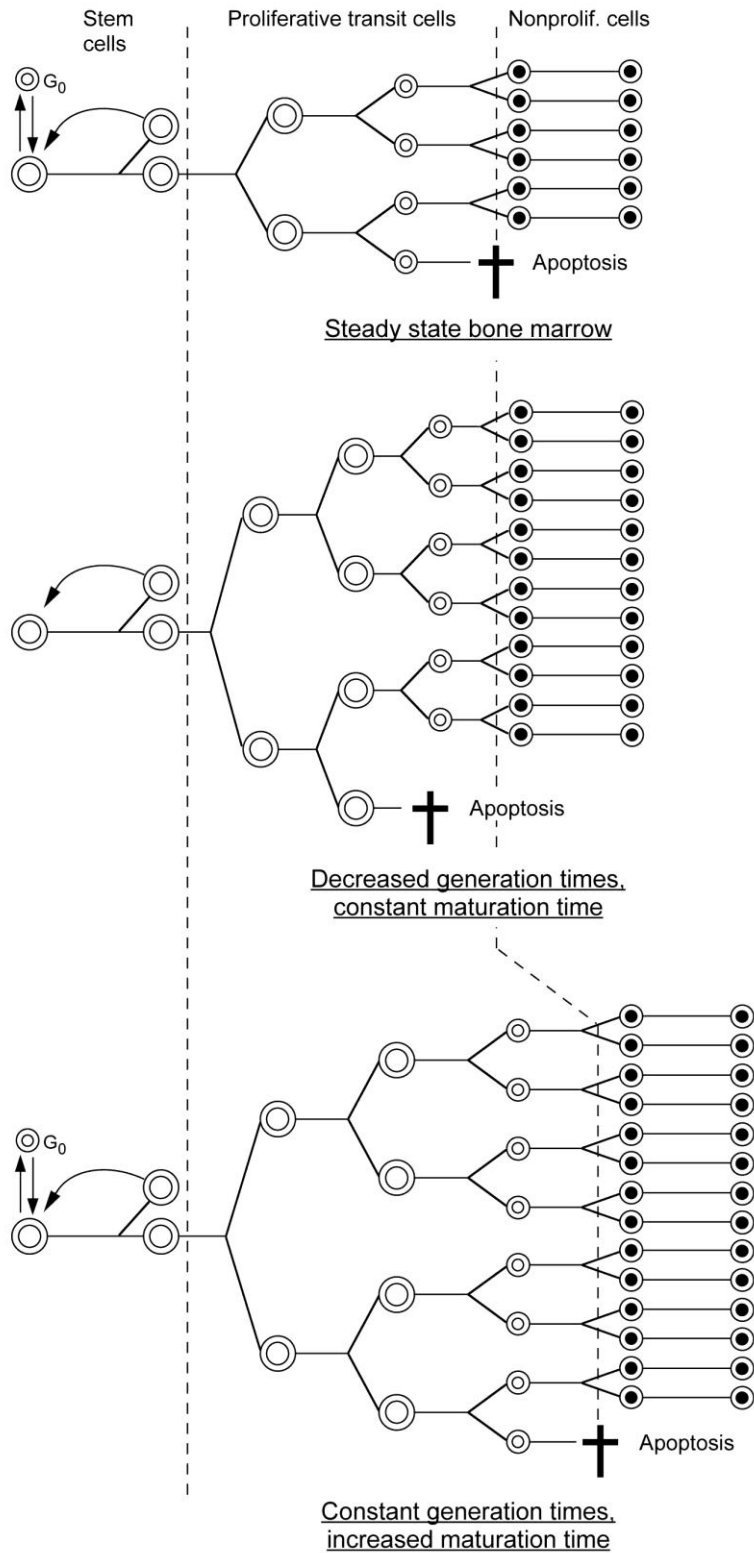 Stem
cells
Proliferative transit cells
Nonprolif. cells
G₀
Apoptosis
Steady state bone marrow
Apoptosis
Decreased generation times,
constant maturation time
G₀
Apoptosis
Constant generation times,
increased maturation time